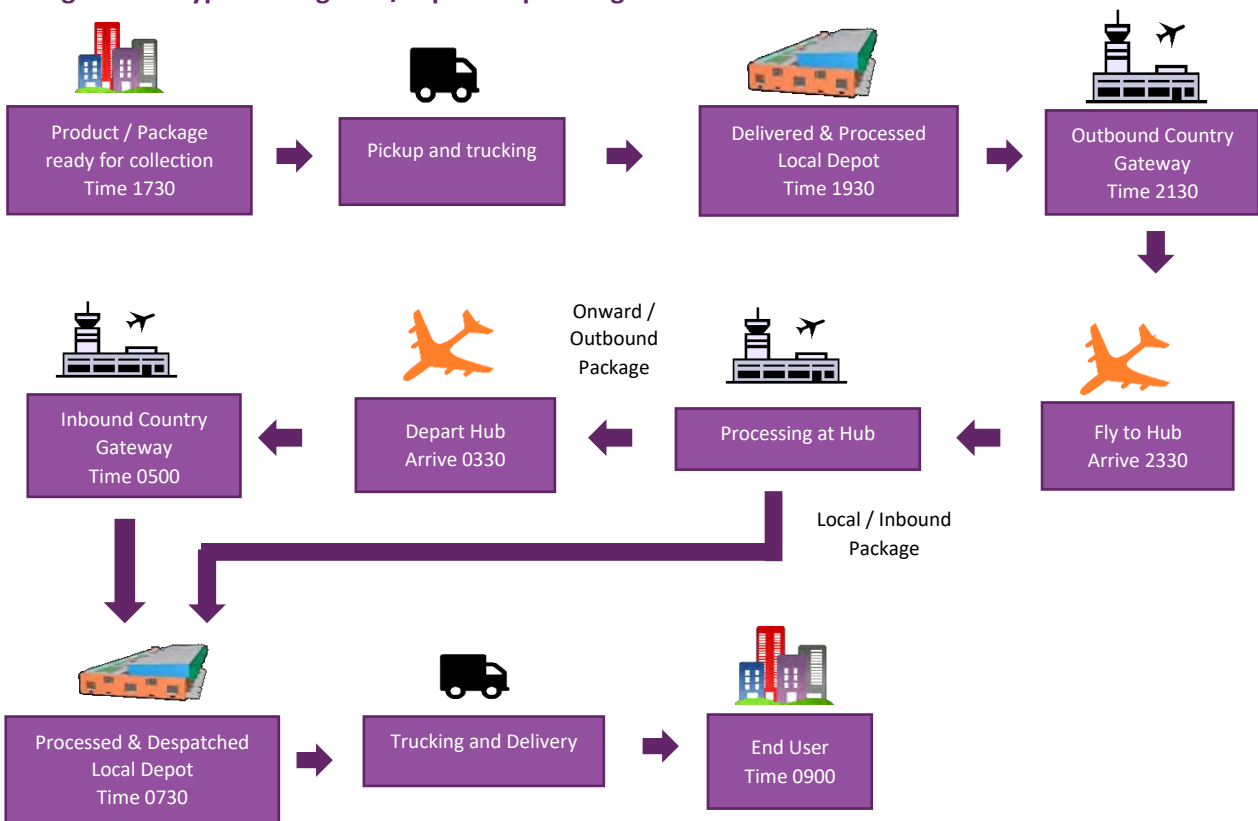 Product / Package
ready for collection
Time 1730
Pickup and trucking
Delivered & Processed
Local Depot
Time 1930
Outbound Country
Gateway
Time 2130
Inbound Country
Gateway
Time 0500
Depart Hub
Arrive 0330
Onward /
Outbound
Package
Processing at Hub
Fly to Hub
Arrive 2330
Local / Inbound
Package
Processed & Despatched
Local Depot
Time 0730
Trucking and Delivery
End User
Time 0900